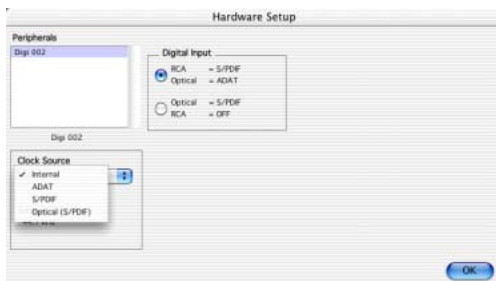 Hardware Setup
Peripherals
Digi 002
Digital Input
RCA = S/PDIF
Optical = ADAT
Optical = S/PDIF
RCA = OFF
Digi 002
Clock Source
✓ Internal
ADAT
S/PDIF
Optical (S/PDIF)
OK